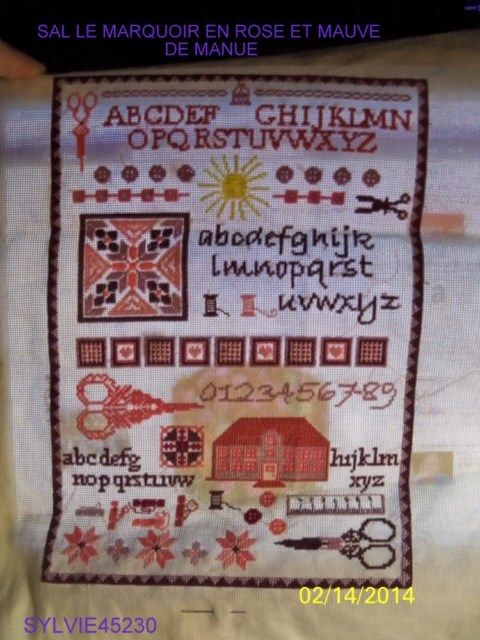 SAL LE MARQUOIR EN ROSE ET MAUVE
DE MANUE
ABCDEF GHIJKLMN
OPQRSTUVWXYZ
abcdefghijk
lmnopqrst
uvwxyz
0123456789
abcdefg hijklm
nopqrstuvw xyz
02/14/2014
SYLVIE45230